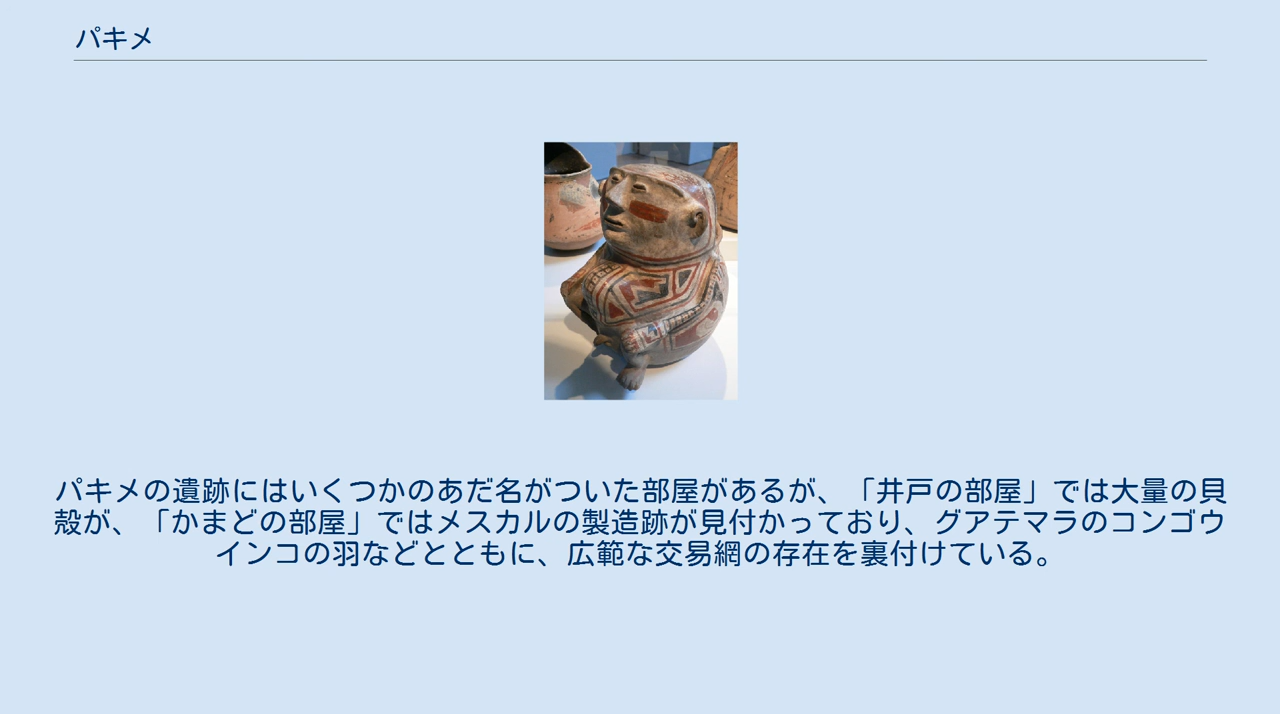 パキメ
パキメの遺跡にはいくつかのあだ名がついた部屋があるが、「井戸の部屋」では大量の貝
殻が、「かまどの部屋」ではメスカルの製造跡が見付かっており、グアテマラのコンゴウ
インコの羽などとともに、広範な交易網の存在を裏付けている。